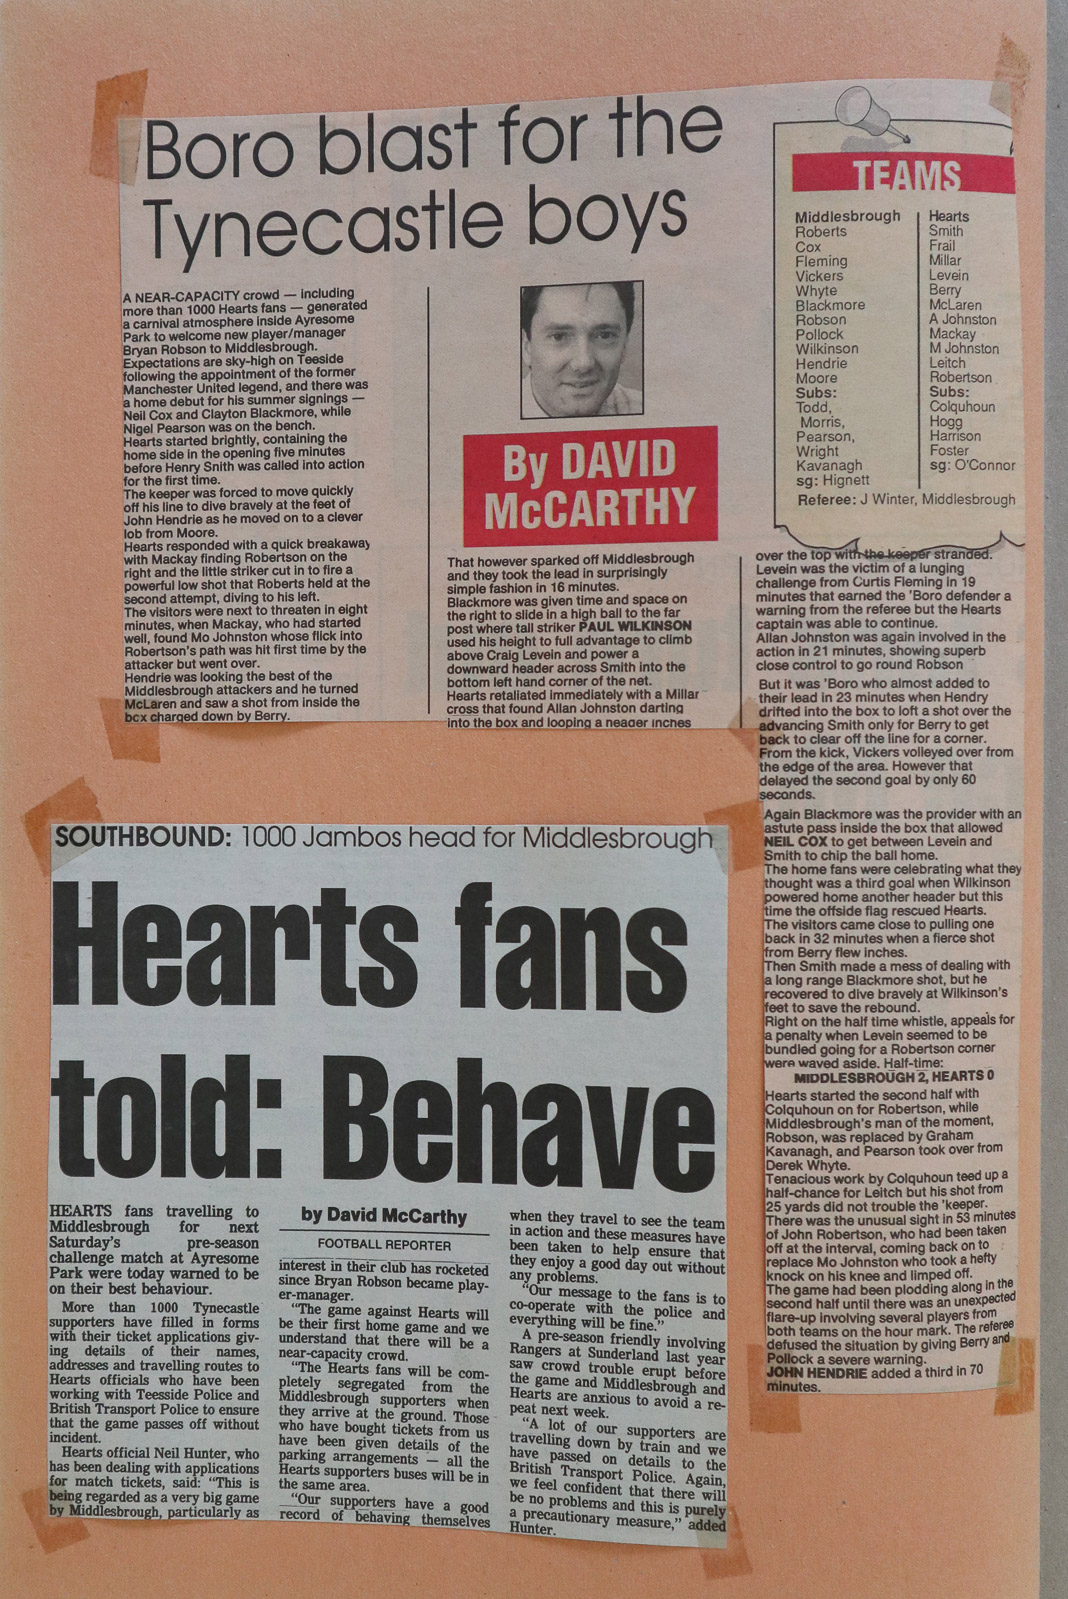 Boro blast for the
Tynecastle boys
A NEAR-CAPACITY crowd — including
more than 1000 Hearts fans — generated
a carnival atmosphere inside Ayresome
Park to welcome new player/manager
Bryan Robson to Middlesbrough.
Expectations are sky-high on Teeside
following the appointment of the former
Manchester United legend, and there was
a home debut for his summer signings —
Neil Cox and Clayton Blackmore, while
Nigel Pearson was on the bench.
Hearts started brightly, containing the
home side in the opening five minutes
before Henry Snith was called into action
for the first time.
The keeper was forced to move quickly
off his line to dive bravely at the feet of
John Hendrie as he moved on to a clever
lob from Moore.
Hearts responded with a quick breakaway
with Mackay finding Robertson on the
right and the little striker cut in to fire a
powerful low shot that Roberts held at the
second attempt, diving to his left.
The visitors were next to threaten in eight
minutes, when Mackay, who had started
well, found Mo Johnston whose flick into
Robertson's path was hit first time by the
attacker but went over.
Hendrie was looking the best of the
Middlesbrough attackers and he turned
McLaren and saw a shot from inside the
box charged down by Berry.
By DAVID
McCARTHY
That however sparked off Middlesbrough
and they took the lead in surprisingly
simple fashion in 16 minutes.
Blackmore was given time and space on
the right to slide in a high ball to the far
post where tall striker PAUL WILKINSON
used his height to full advantage to climb
above Craig Levein and power a
downward header across Smith into the
bottom left hand corner of the net.
Hearts retaliated immediately with a Millar
cross that found Allan Johnston darting
into the box and looping a header inches
TEAMS
Middlesbrough
Roberts
Cox
Fleming
Vickers
Whyte
Blackmore
Robson
Pollock
Wilkinson
Hendrie
Moore
Subs:
Todd,
Morris,
Pearson,
Wright
Kavanagh
sg: Hignett
Hearts
Smith
Frail
Millar
Levein
Berry
McLaren
A Johnston
Mackay
M Johnston
Leitch
Robertson
Subs:
Colquhoun
Hogg
Harrison
Foster
sg: O'Connor
Referee: J Winter, Middlesbrough
over the top with the keeper stranded.
Levein was the victim of a lunging
challenge from Curtis Fleming in 19
minutes that earned the 'Boro defender a
warning from the referee but the Hearts
captain was able to continue.
Allan Johnston was again involved in the
action in 21 minutes, showing superb
close control to go round Robson
But it was 'Boro who almost added to
their lead in 23 minutes when Hendry
drifted into the box to loft a shot over the
advancing Smith only for Berry to get
back to clear off the line for a corner.
From the kick, Vickers volleyed over from
the edge of the area. However that
delayed the second goal by only 60
seconds.
Again Blackmore was the provider with an
astute pass inside the box that allowed
NEIL COX to get between Levein and
Smith to chip the ball home.
The home fans were celebrating what they
thought was a third goal when Wilkinson
powered home another header but this
time the offside flag rescued Hearts.
The visitors came close to pulling one
back in 32 minutes when a fierce shot
from Berry flew inches.
Then Smith made a mess of dealing with
a long range Blackmore shot, but he
recovered to dive bravely at Wilkinson's
feet to save the rebound.
Right on the half time whistle, appeals for
a penalty when Levein seemed to be
bundled going for a Robertson corner
were waved aside. Half-time:
MIDDLESBROUGH 2, HEARTS 0
Hearts started the second half with
Colquhoun on for Robertson, while
Middlesbrough's man of the moment,
Robson, was replaced by Graham
Kavanagh, and Pearson took over from
Derek Whyte.
Tenacious work by Colquhoun teed up a
half-chance for Leitch but his shot from
25 yards did not trouble the 'keeper.
There was the unusual sight in 53 minutes
of John Robertson, who had been taken
off at the interval, coming back on to
replace Mo Johnston who took a hefty
knock on his knee and limped off.
The game had been plodding along in the
second half until there was an unexpected
flare-up involving several players from
both teams on the hour mark. The referee
defused the situation by giving Berry and
Pollock a severe warning.
JOHN HENDRIE added a third in 70
minutes.
SOUTHBOUND: 1000 Jambos head for Middlesbrough
Hearts fans
told: Behave
HEARTS fans travelling to
Middlesbrough for next
Saturday's pre-season
challenge match at Ayresome
Park were today warned to be
on their best behaviour.
More than 1000 Tynecastle
supporters have filled in forms
with their ticket applications giv-
ing details of their names,
addresses and travelling routes to
Hearts officials who have been
working with Teesside Police and
British Transport Police to ensure
that the game passes off without
incident.
Hearts official Neil Hunter, who
has been dealing with applications
for match tickets, said: "This is
being regarded as a very big game
by Middlesbrough, particularly as
by David McCarthy
FOOTBALL REPORTER
interest in their club has rocketed
since Bryan Robson became play-
er-manager.
"The game against Hearts will
be their first home game and we
understand that there will be a
near-capacity crowd.
"The Hearts fans will be com-
pletely segregated from the
Middlesbrough supporters when
they arrive at the ground. Those
who have bought tickets from us
have been given details of the
parking arrangements — all the
Hearts supporters buses will be in
the same area.
"Our supporters have a good
record of behaving themselves
when they travel to see the team
in action and these measures have
been taken to help ensure that
they enjoy a good day out without
any problems.
"Our message to the fans is to
co-operate with the police and
everything will be fine."
A pre-season friendly involving
Rangers at Sunderland last year
saw crowd trouble erupt before
the game and Middlesbrough and
Hearts are anxious to avoid a re-
peat next week.
"A lot of our supporters are
travelling down by train and we
have passed on details to the
British Transport Police. Again,
we feel confident that there will
be no problems and this is purely
a precautionary measure," added
Hunter.